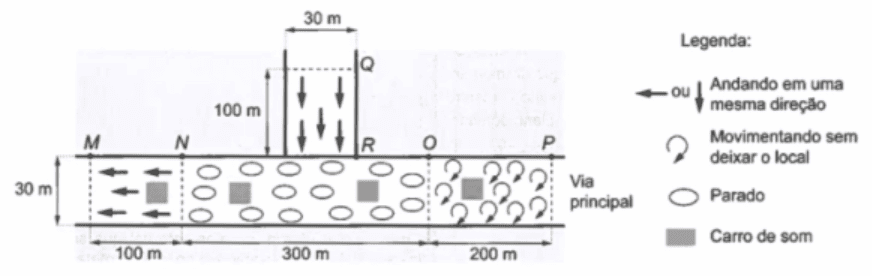 30 m
Q
100 m
M
N
R
O
P
30 m
Via
principal
100 m
300 m
200 m
Legenda:
ou
Andando em uma
mesma direção
Movimentando sem
deixar o local
Parado
Carro de som